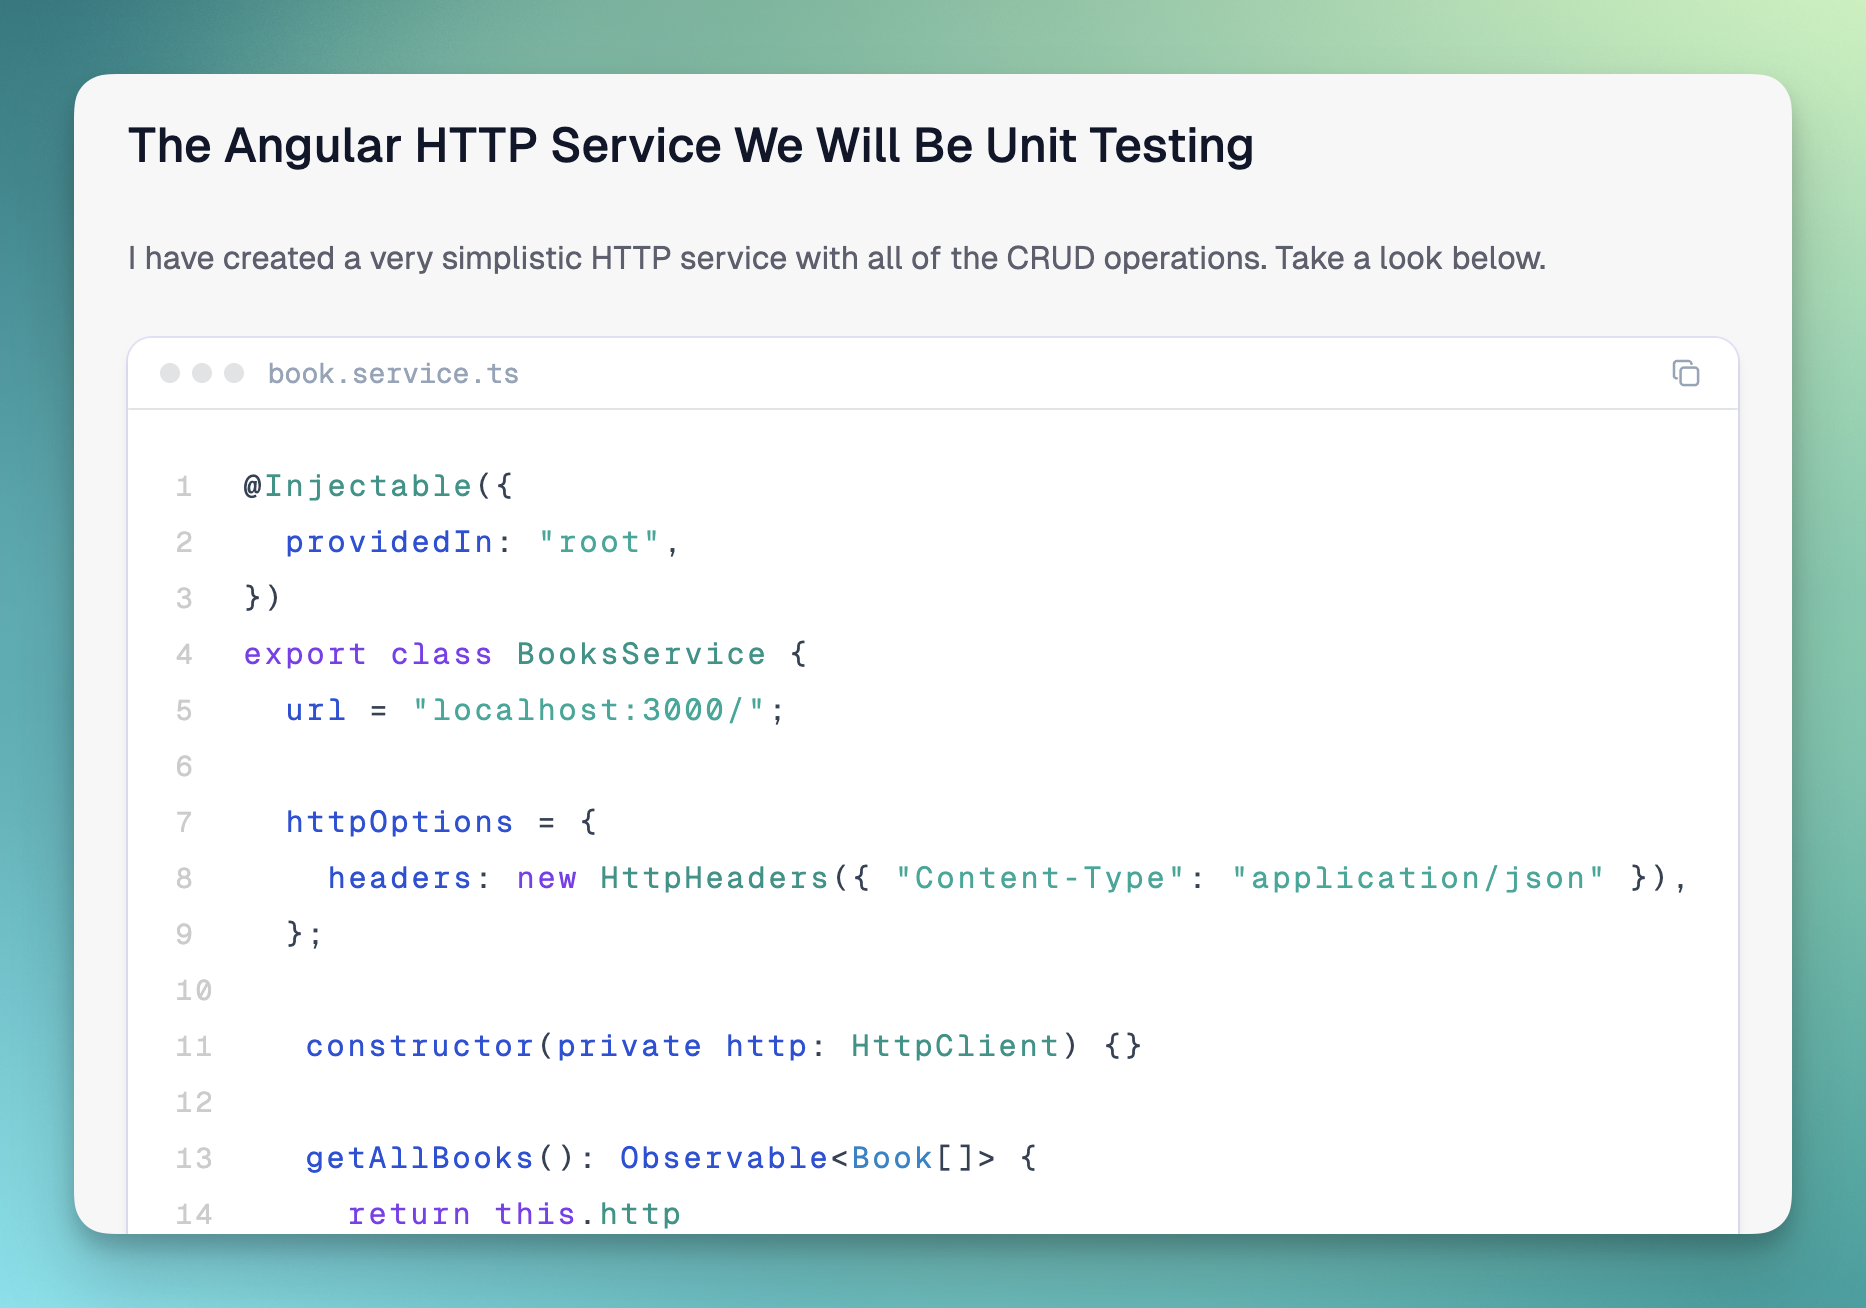 The Angular HTTP Service We Will Be Unit Testing
I have created a very simplistic HTTP service with all of the CRUD operations. Take a look below.
book.service.ts
1 @Injectable({
2   providedIn: "root",
3 })
4 export class BooksService {
5   url = "localhost:3000/";
6
7   httpOptions = {
8     headers: new HttpHeaders({ "Content-Type": "application/json" }),
9   };
10
11   constructor(private http: HttpClient) {}
12
13   getAllBooks(): Observable<Book[]> {
14     return this.http